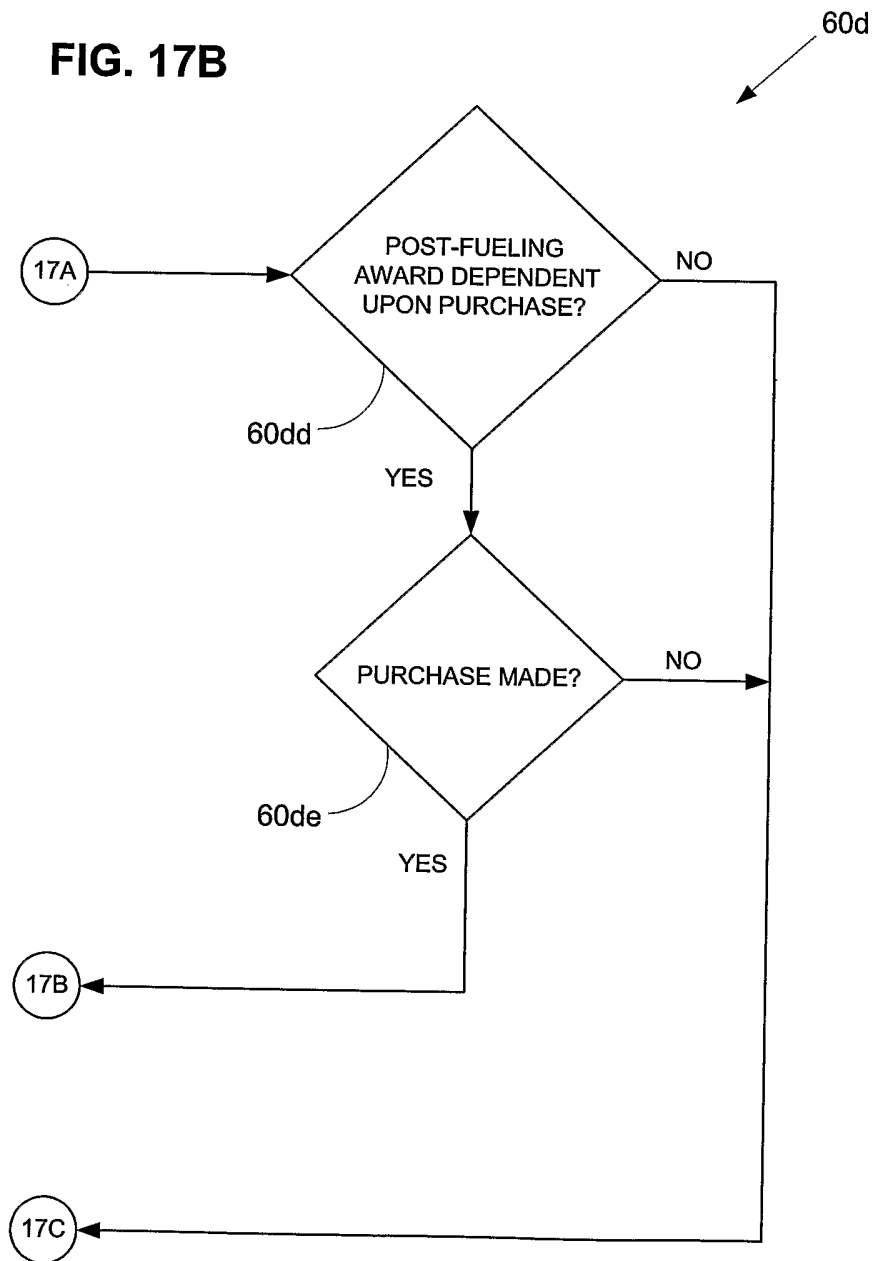 60d
FIG. 17B
17A
POST-FUELING
AWARD DEPENDENT
UPON PURCHASE?
NO
60dd
YES
PURCHASE MADE?
NO
60de
YES
17B
17C